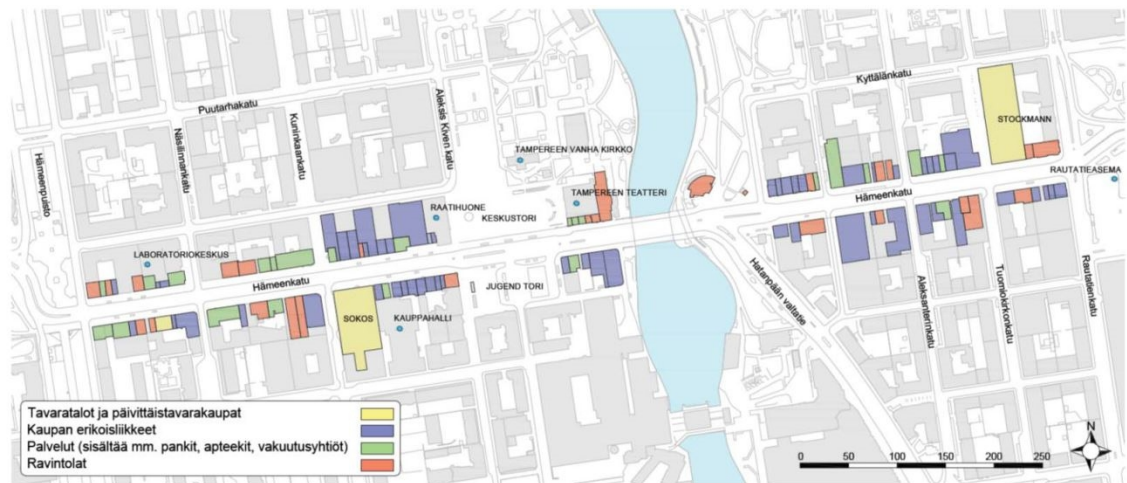 Kyttälänkatu
STOCKMANN
Puutarhakatu
Aleksis Kiven katu
Kuninkaankatu
Näsilinnankatu
Hämeenpuisto
TAMPEREEN VANHA KIRKKO
TAMPEREEN TEATTERI
RAUTATIEASEMA
Hämeenkatu
RAATIHUONE
KESKUSTORI
LABORATORIOKESKUS
Hämeenkatu
JUGEND TORI
SOKOS
KAUPPAHALLI
Hatanpään valtatie
Aleksanterinkatu
Tuomiokirkonkatu
Rautatienkatu
Tavaratalot ja päivittäistavarakaupat
Kaupan erikoisliikkeet
Palvelut (sisältää mm. pankit, apteekit, vakuutusyhtiöt)
Ravintolat
N
0 50 100 150 200 250